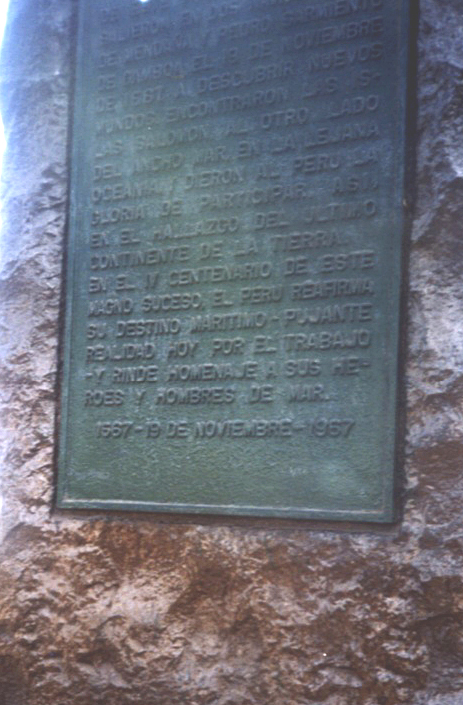 SALIERON EN DOS
DE MENDAÑA Y PEDRO SARMIENTO
DE GAMBOA, EL 19 DE NOVIEMBRE
DE 1567 A DESCUBRIR NUEVOS
MUNDOS. ENCONTRARON LAS IS-
LAS SALOMON, AL OTRO LADO
DEL ANCHO MAR, EN LA LEJANA
OCEANIA, Y DIERON AL PERU LA
GLORIA DE PARTICIPAR, ASI,
EN EL HALLAZGO DEL ULTIMO
CONTINENTE DE LA TIERRA.
EN EL IV CENTENARIO DE ESTE
MAGNO SUCESO, EL PERU REAFIRMA
SU DESTINO MARITIMO - PUJANTE
REALIDAD HOY POR EL TRABAJO
- Y RINDE HOMENAJE A SUS HE-
ROES Y HOMBRES DE MAR.
1567 - 19 DE NOVIEMBRE - 1967